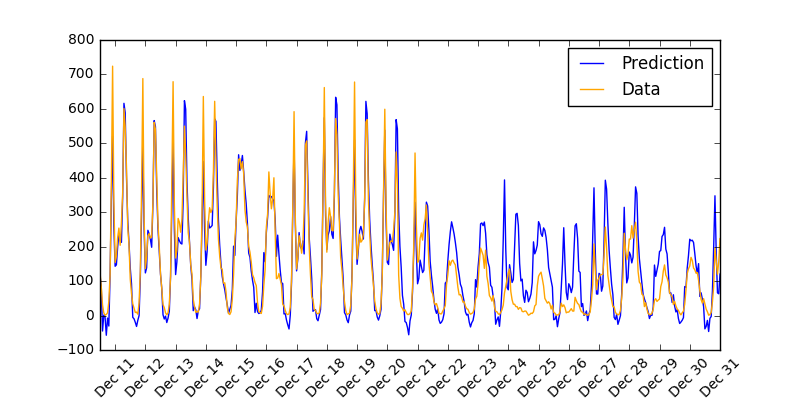 800
700
600
500
400
300
200
100
0
−100
Prediction
Data
Dec 11
Dec 12
Dec 13
Dec 14
Dec 15
Dec 16
Dec 17
Dec 18
Dec 19
Dec 20
Dec 21
Dec 22
Dec 23
Dec 24
Dec 25
Dec 26
Dec 27
Dec 28
Dec 29
Dec 30
Dec 31